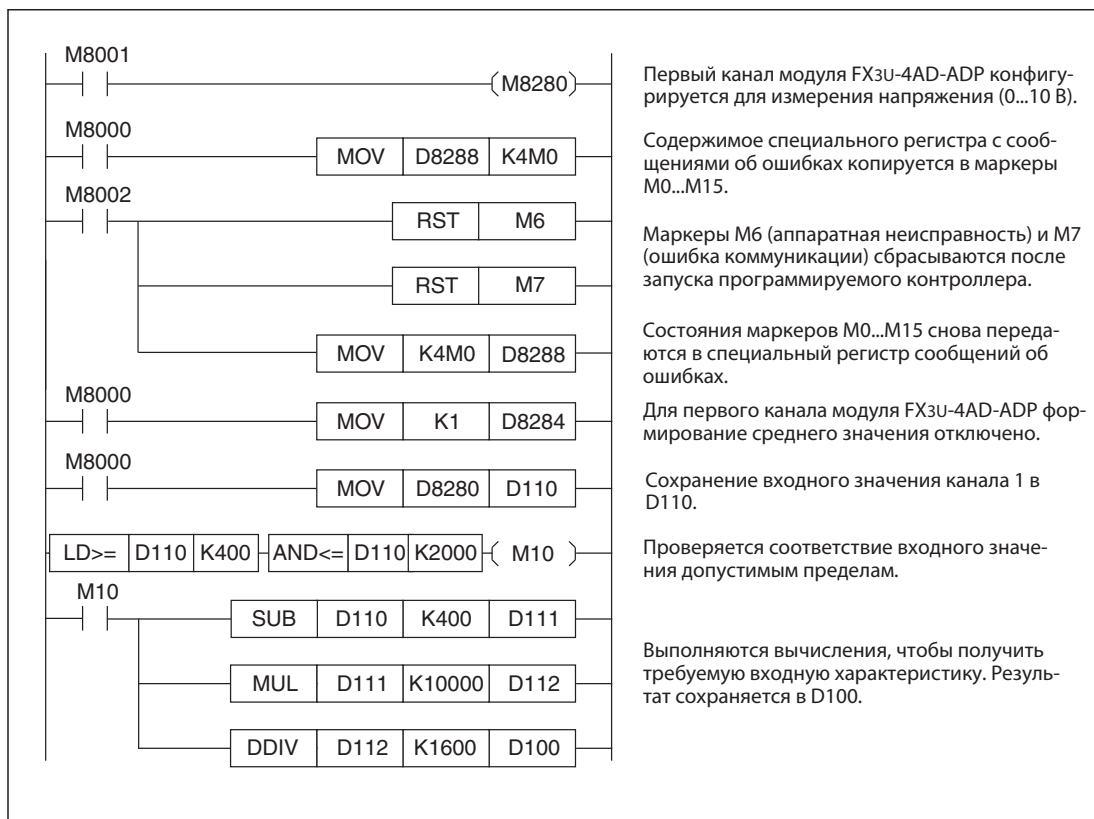 M8001
M8280
Первый канал модуля FX3U-4AD-ADP конфигу-
рируется для измерения напряжения (0...10 В).
M8000
MOV D8288 K4M0
Содержимое специального регистра с сооб-
щениями об ошибках копируется в маркеры
M0...M15.
M8002
RST M6
RST M7
Маркеры M6 (аппаратная неисправность) и M7
(ошибка коммуникации) сбрасываются после
запуска программируемого контроллера.
MOV K4M0 D8288
Состояния маркеров M0...M15 снова переда-
ются в специальный регистр сообщений об
ошибках.
M8000
MOV K1 D8284
Для первого канала модуля FX3U-4AD-ADP фор-
мирование среднего значения отключено.
M8000
MOV D8280 D110
Сохранение входного значения канала 1 в
D110.
LD>= D110 K400 AND<= D110 K2000 M10
Проверяется соответствие входного значе-
ния допустимым пределам.
M10
SUB D110 K400 D111
MUL D111 K10000 D112
DDIV D112 K1600 D100
Выполняются вычисления, чтобы получить
требуемую входную характеристику. Резуль-
тат сохраняется в D100.